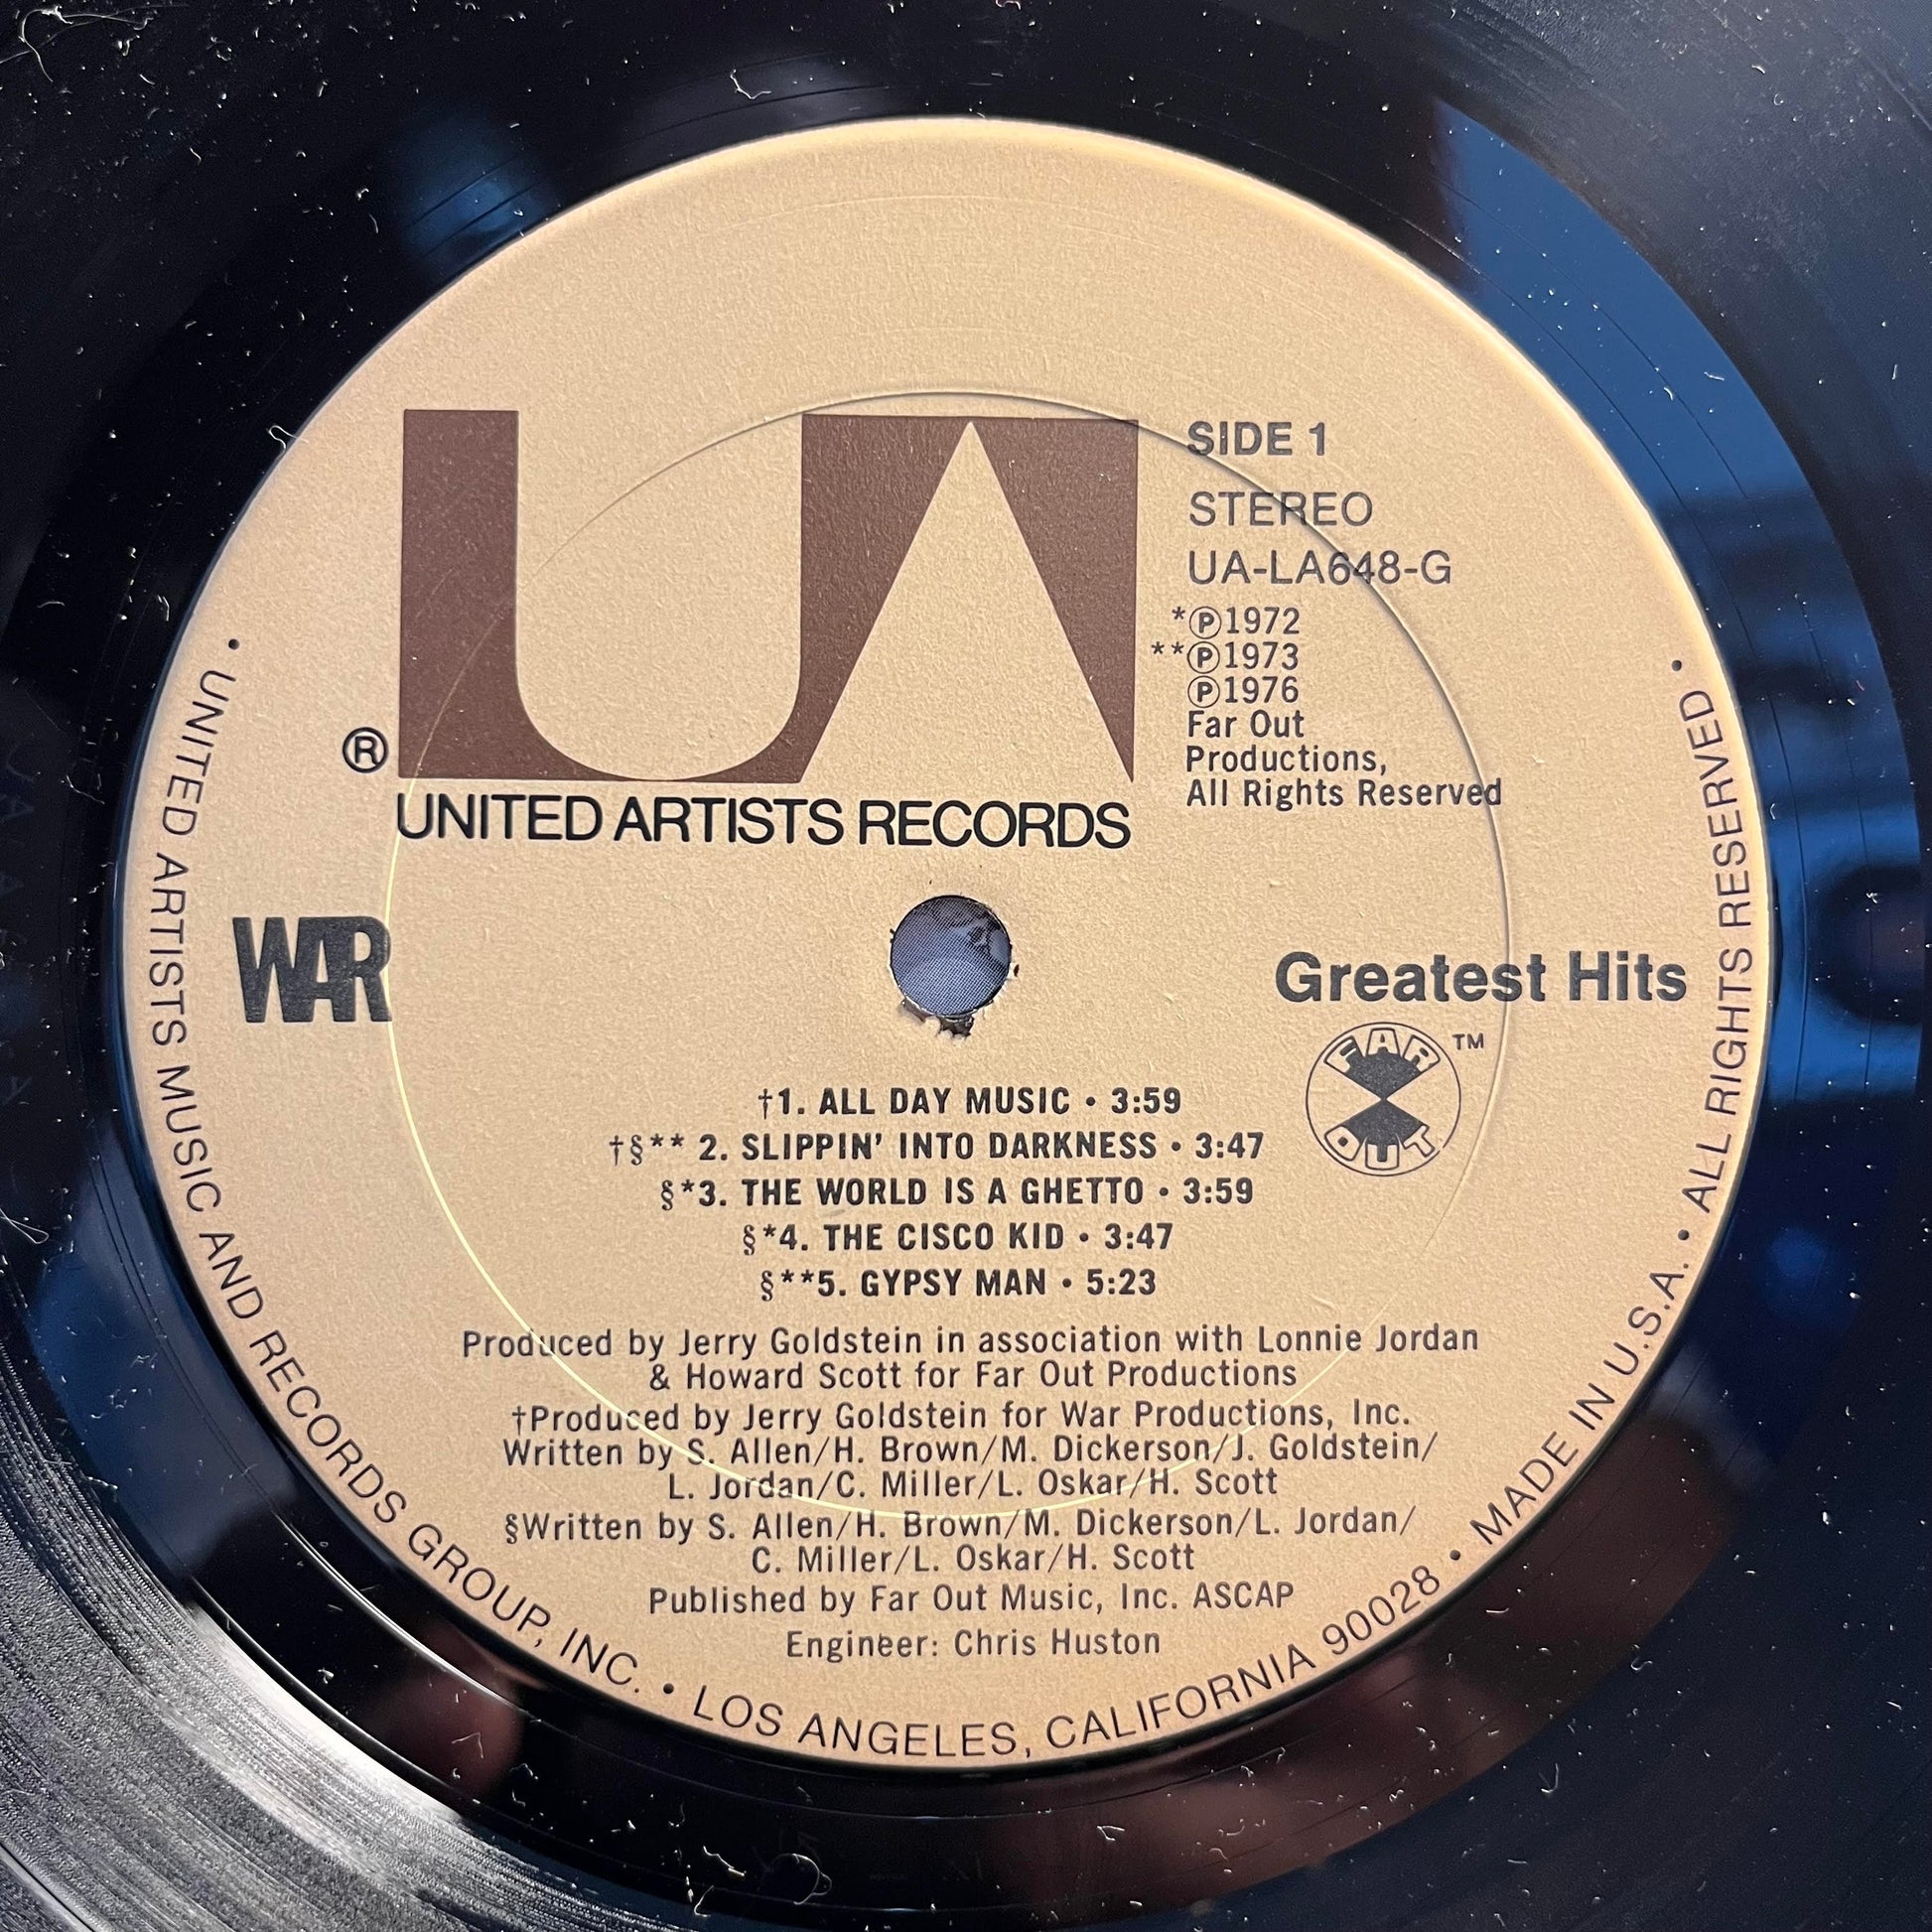 UA
®
UNITED ARTISTS RECORDS
SIDE 1
STEREO
UA-LA648-G
*℗1972
**℗1973
℗1976
Far Out
Productions,
All Rights Reserved
WAR
Greatest Hits
FAR OUT ™
†1. ALL DAY MUSIC • 3:59
†§** 2. SLIPPIN' INTO DARKNESS • 3:47
§*3. THE WORLD IS A GHETTO • 3:59
§*4. THE CISCO KID • 3:47
§**5. GYPSY MAN • 5:23
Produced by Jerry Goldstein in association with Lonnie Jordan
& Howard Scott for Far Out Productions
†Produced by Jerry Goldstein for War Productions, Inc.
Written by S. Allen/H. Brown/M. Dickerson/J. Goldstein/
L. Jordan/C. Miller/L. Oskar/H. Scott
§Written by S. Allen/H. Brown/M. Dickerson/L. Jordan/
C. Miller/L. Oskar/H. Scott
Published by Far Out Music, Inc. ASCAP
Engineer: Chris Huston
• UNITED ARTISTS MUSIC AND RECORDS GROUP, INC. • LOS ANGELES, CALIFORNIA 90028 • MADE IN U.S.A. • ALL RIGHTS RESERVED •